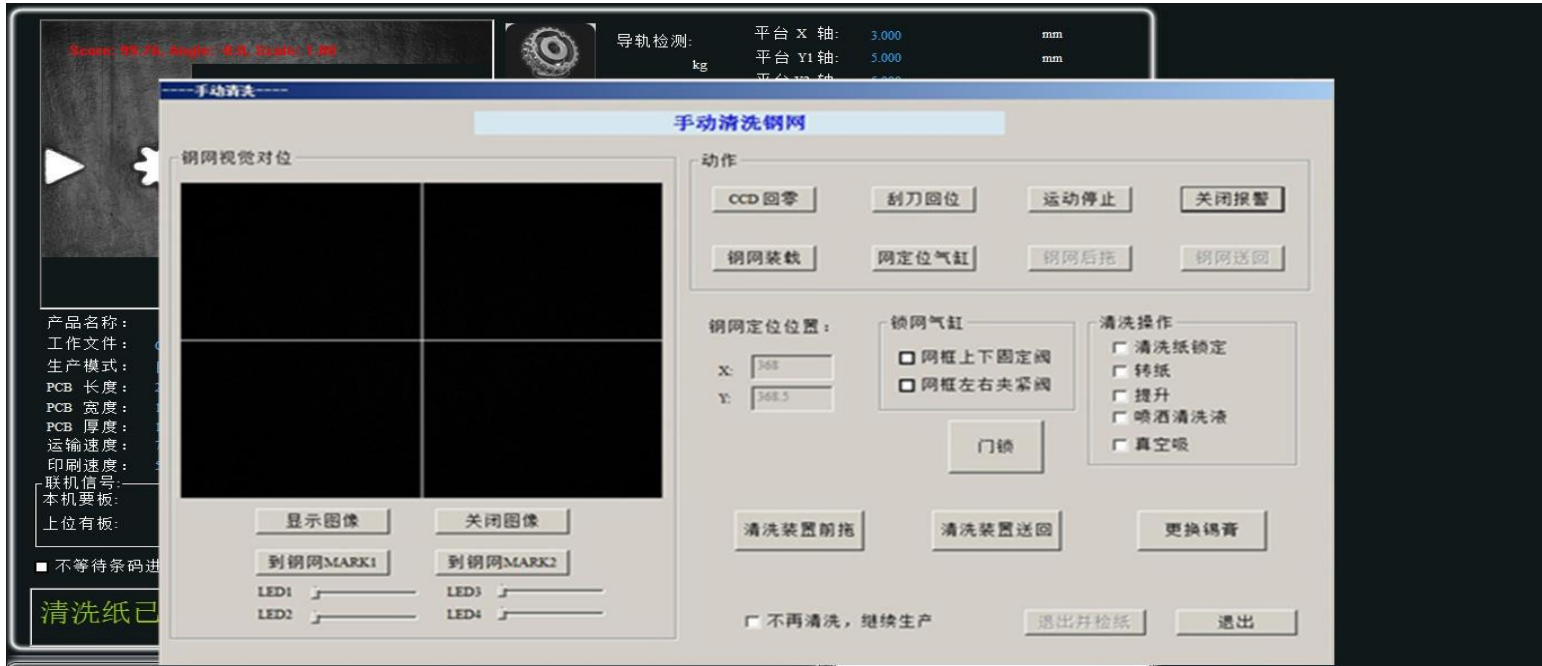 导轨检测:
平台 X 轴: 3.000 mm
kg
平台 Y1轴: 5.000 mm
----手动清洗----
手动清洗钢网
钢网视觉对位
动作
CCD 回零 刮刀回位 运动停止 关闭报警
钢网装载 网定位气缸 钢网后拖 钢网送回
产品名称:
工作文件:
生产模式:
PCB 长度:
PCB 宽度:
PCB 厚度:
运输速度:
印刷速度:
联机信号:
本机要板:
上位有板:
不等待条码进
清洗纸已
钢网定位位置:
X: 368
Y: 368.5
锁网气缸
网框上下固定阀
网框左右夹紧阀
门锁
清洗操作
清洗纸锁定
转纸
提升
喷洒清洗液
真空吸
显示图像 关闭图像
到钢网MARK1 到钢网MARK2
LED1 LED3
LED2 LED4
清洗装置前拖 清洗装置送回 更换锡膏
不再清洗，继续生产 退出并检纸 退出